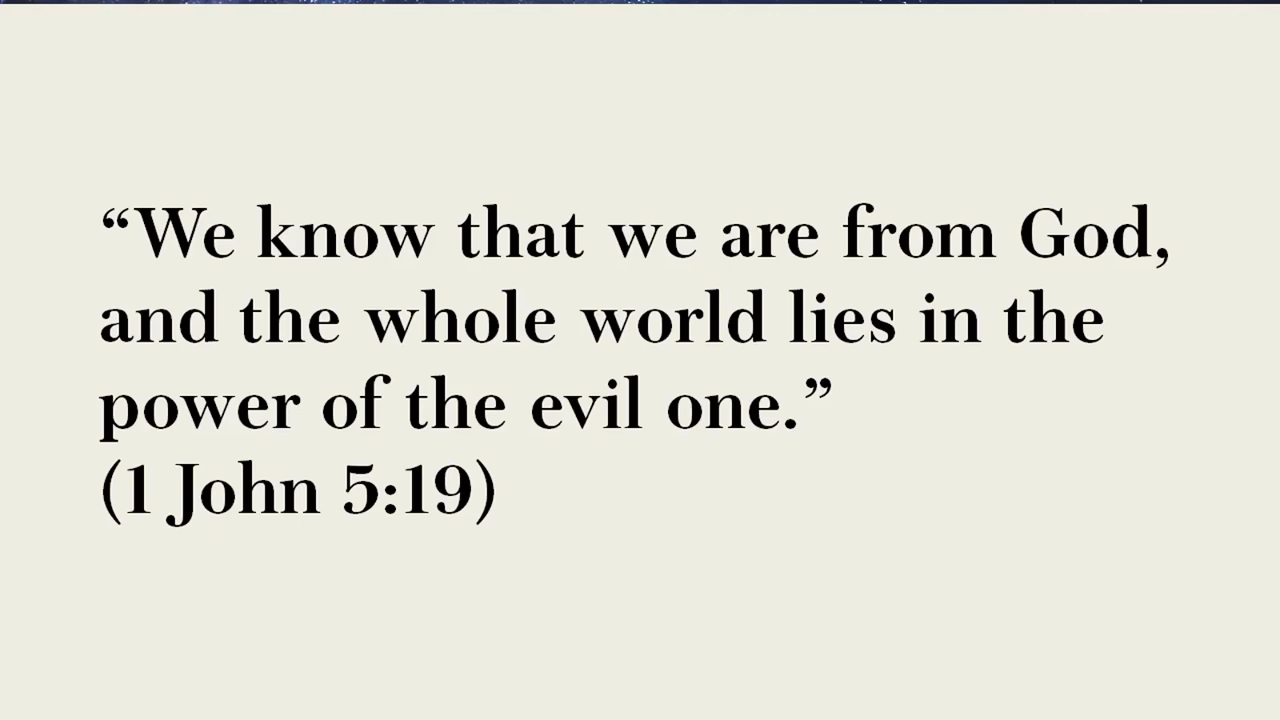 “We know that we are from God,
and the whole world lies in the
power of the evil one.”
(1 John 5:19)